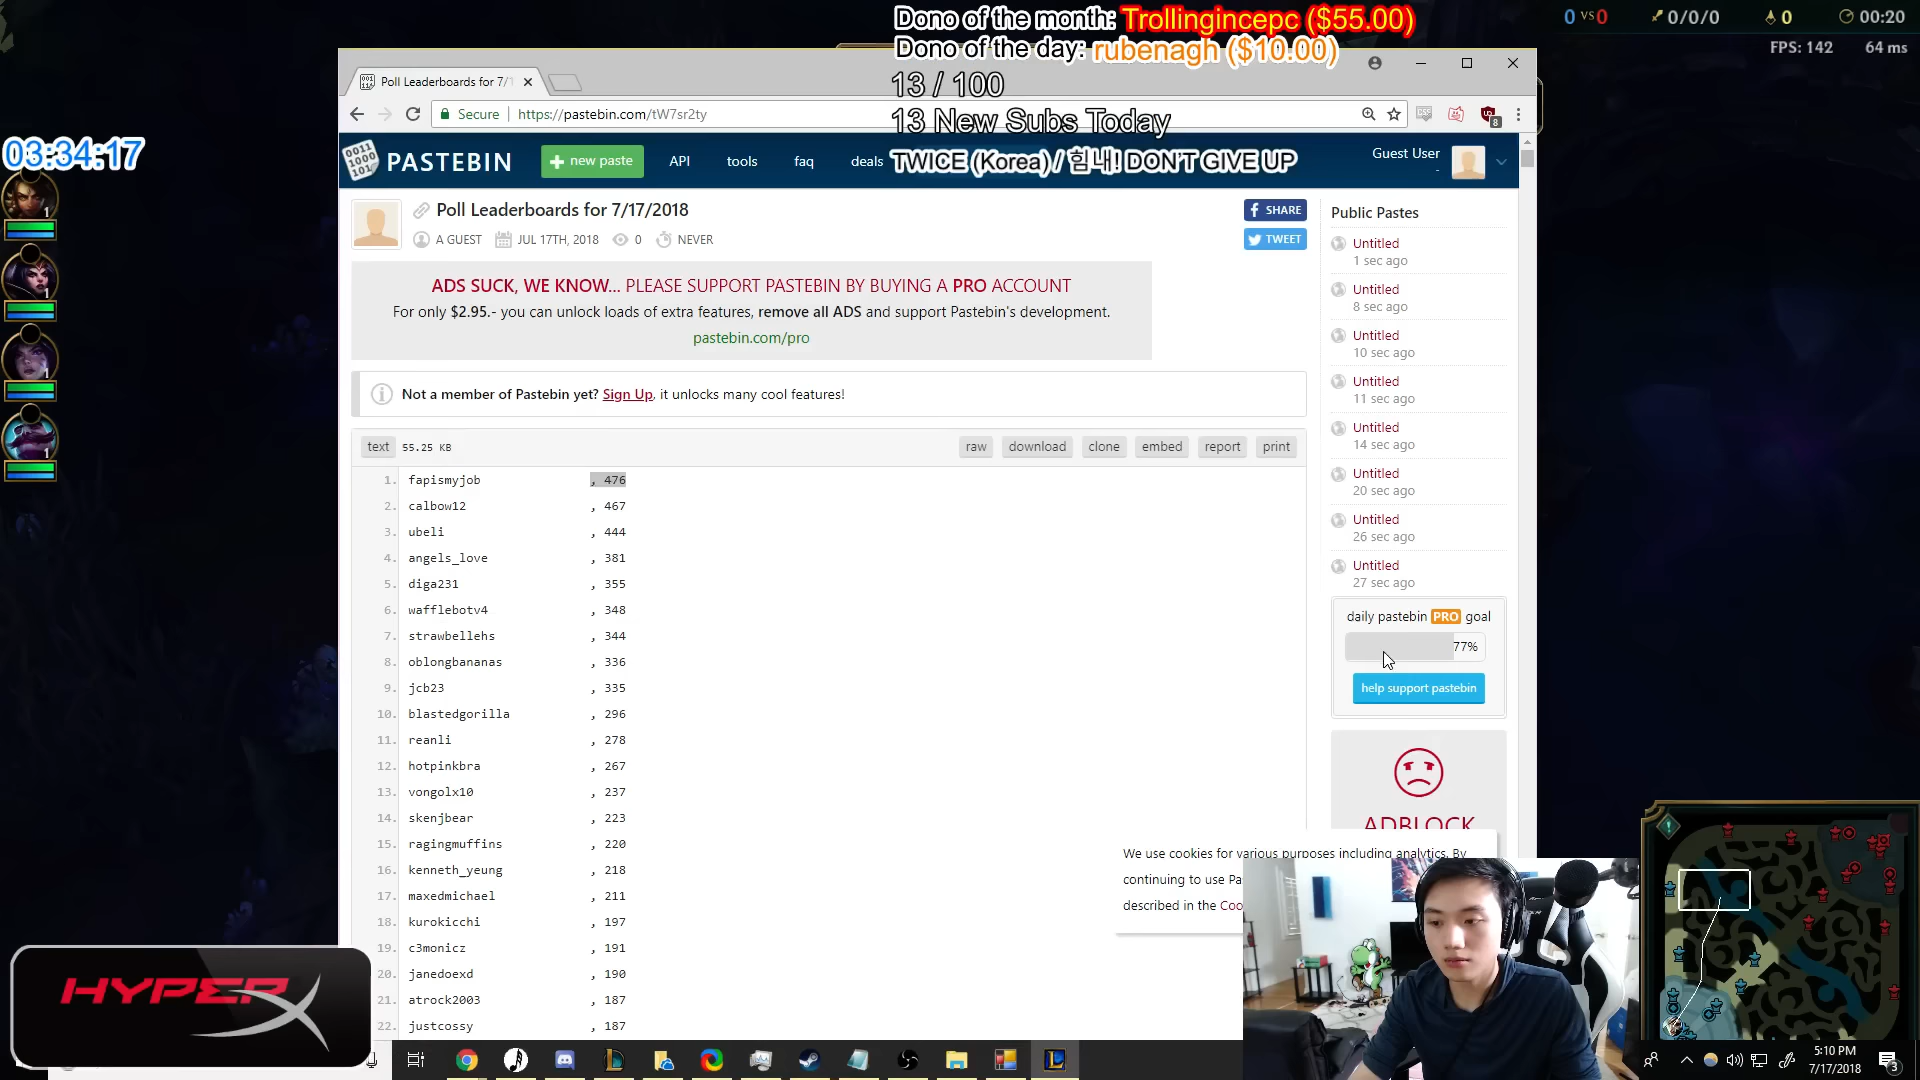 Dono of the month: Trollingincepc ($55.00)
Dono of the day: rubenagh ($10.00)
13 / 100
13 New Subs Today
TWICE (Korea) / 힘내! DON'T GIVE UP
0 vs 0
0/0/0
0
00:20
FPS: 142
64 ms
03:34:17
1
1
1
1
Poll Leaderboards for 7/1
Secure
https://pastebin.com/tW7sr2ty
8
PASTEBIN
+ new paste
API
tools
faq
deals
Guest User
-
Poll Leaderboards for 7/17/2018
A GUEST
JUL 17TH, 2018
0
NEVER
SHARE
TWEET
ADS SUCK, WE KNOW... PLEASE SUPPORT PASTEBIN BY BUYING A PRO ACCOUNT
For only $2.95.- you can unlock loads of extra features, remove all ADS and support Pastebin's development.
pastebin.com/pro
Not a member of Pastebin yet? Sign Up, it unlocks many cool features!
text
55.25 KB
raw
download
clone
embed
report
print
1. fapismyjob , 476
2. calbow12 , 467
3. ubeli , 444
4. angels_love , 381
5. diga231 , 355
6. wafflebotv4 , 348
7. strawbellehs , 344
8. oblongbananas , 336
9. jcb23 , 335
10. blastedgorilla , 296
11. reanli , 278
12. hotpinkbra , 267
13. vongolx10 , 237
14. skenjbear , 223
15. ragingmuffins , 220
16. kenneth_yeung , 218
17. maxedmichael , 211
18. kurokicchi , 197
19. c3monicz , 191
20. janedoexd , 190
21. atrock2003 , 187
22. justcossy , 187
Public Pastes
Untitled
1 sec ago
Untitled
8 sec ago
Untitled
10 sec ago
Untitled
11 sec ago
Untitled
14 sec ago
Untitled
20 sec ago
Untitled
26 sec ago
Untitled
27 sec ago
daily pastebin PRO goal
77%
help support pastebin
ADBLOCK
We use cookies for various purposes including analytics. By
continuing to use Pas
described in the Coo
HYPERX
5:10 PM
7/17/2018
3